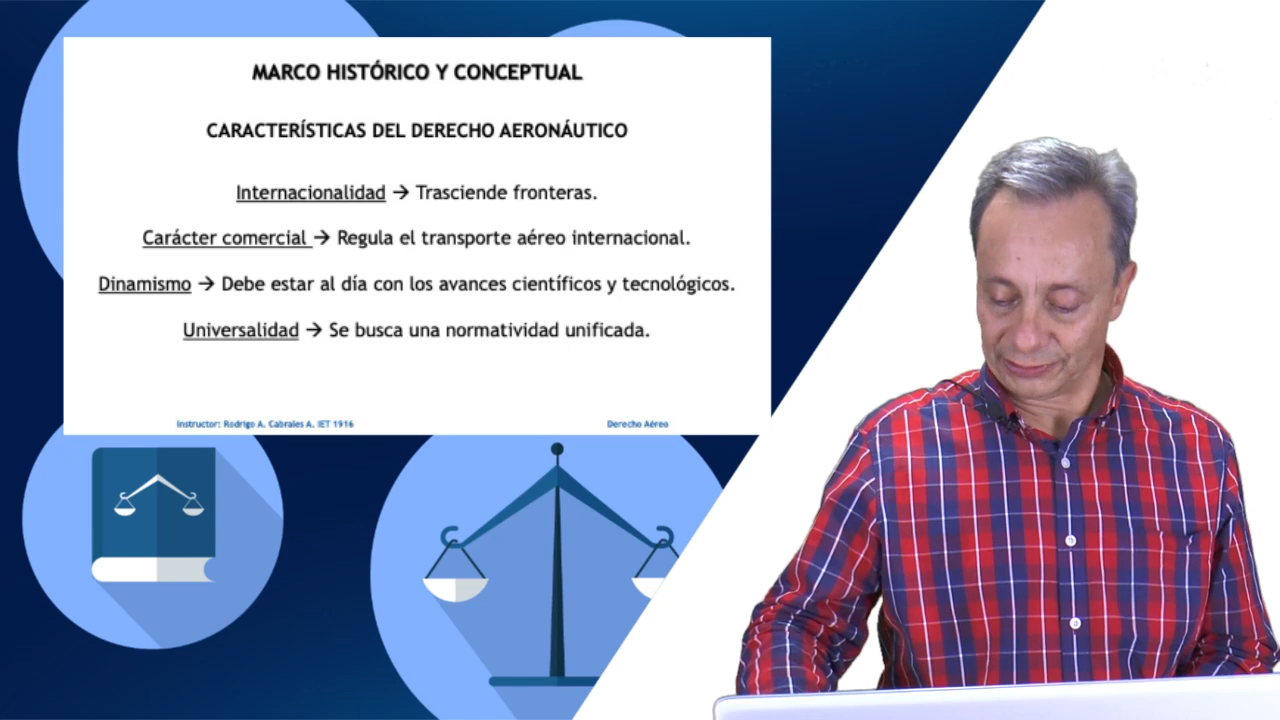 MARCO HISTÓRICO Y CONCEPTUAL
CARACTERÍSTICAS DEL DERECHO AERONÁUTICO
Internacionalidad → Trasciende fronteras.
Carácter comercial → Regula el transporte aéreo internacional.
Dinamismo → Debe estar al día con los avances científicos y tecnológicos.
Universalidad → Se busca una normatividad unificada.
Instructor: Rodrigo A. Cabrales A. IET 1916
Derecho Aéreo